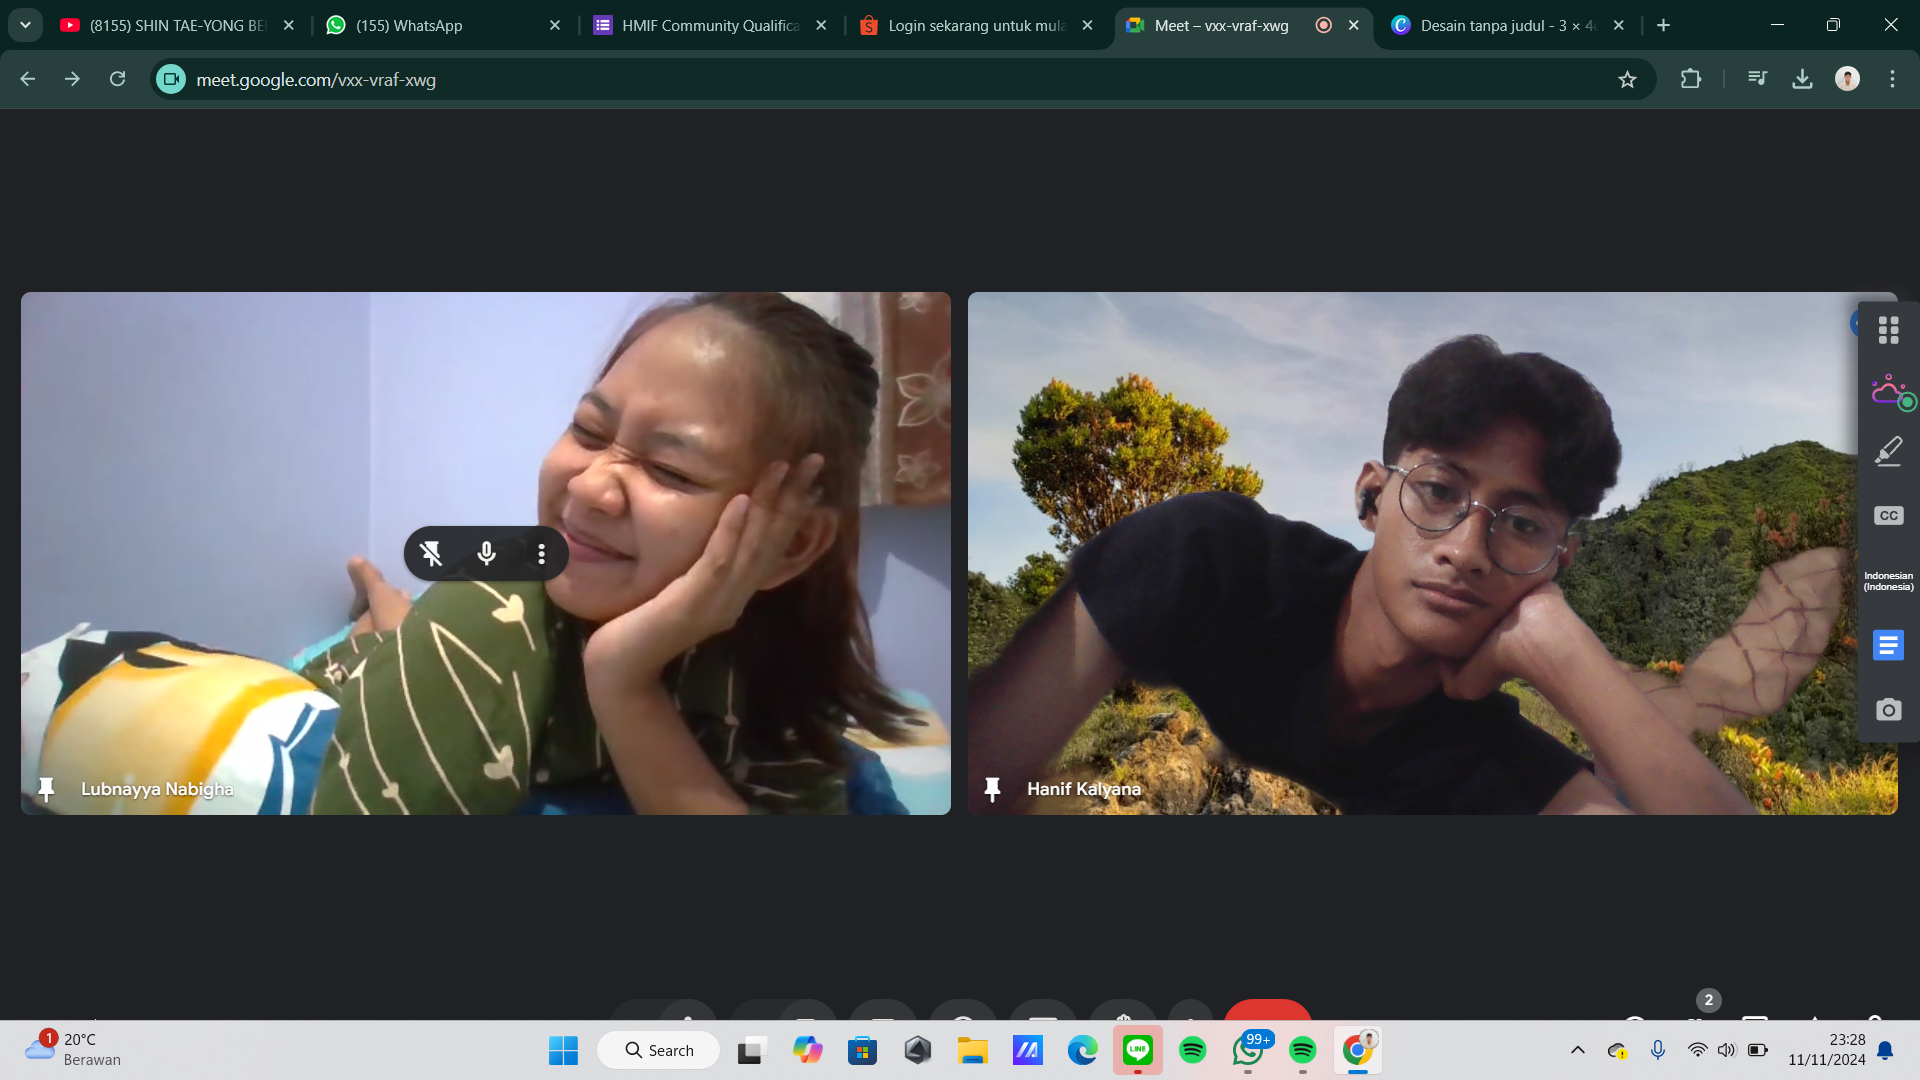 (8155) SHIN TAE-YONG BE
(155) WhatsApp
HMIF Community Qualifica
Login sekarang untuk mula
Meet – vxx-vraf-xwg
Desain tanpa judul - 3 × 4
meet.google.com/vxx-vraf-xwg
CC
Indonesian
(Indonesia)
Lubnayya Nabigha
Hanif Kalyana
2
1
20°C
Berawan
Search
LINE
99+
23:28
11/11/2024